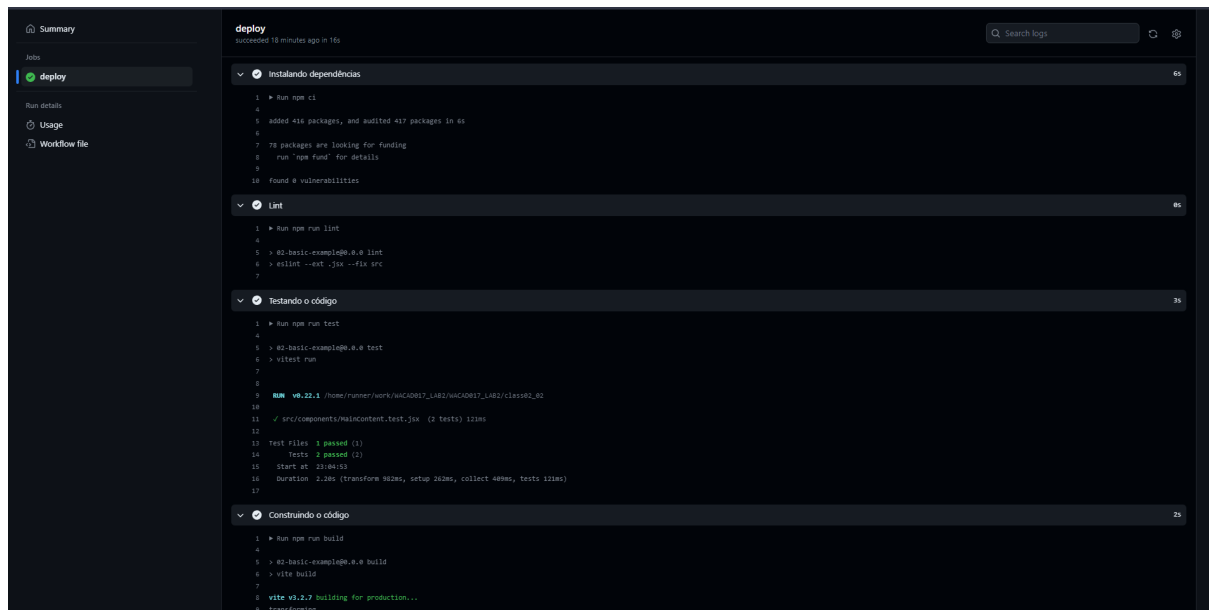 Summary
Jobs
deploy
Run details
Usage
Workflow file
deploy
succeeded 18 minutes ago in 16s
Search logs
Instalando dependências 6s
1 ▶ Run npm ci
4
5 added 416 packages, and audited 417 packages in 6s
6
7 78 packages are looking for funding
8 run `npm fund` for details
9
10 found 0 vulnerabilities
Lint 0s
1 ▶ Run npm run lint
4
5 > 02-basic-example@0.0.0 lint
6 > eslint --ext .jsx --fix src
7
Testando o código 3s
1 ▶ Run npm run test
4
5 > 02-basic-example@0.0.0 test
6 > vitest run
7
8
9 RUN v0.22.1 /home/runner/work/WACAD017_LAB2/WACAD017_LAB2/class02_02
10
11 ✓ src/components/MainContent.test.jsx (2 tests) 121ms
12
13 Test Files 1 passed (1)
14 Tests 2 passed (2)
15 Start at 23:04:53
16 Duration 2.20s (transform 982ms, setup 262ms, collect 409ms, tests 121ms)
17
Construindo o código 2s
1 ▶ Run npm run build
4
5 > 02-basic-example@0.0.0 build
6 > vite build
7
8 vite v3.2.7 building for production...
9 transforming